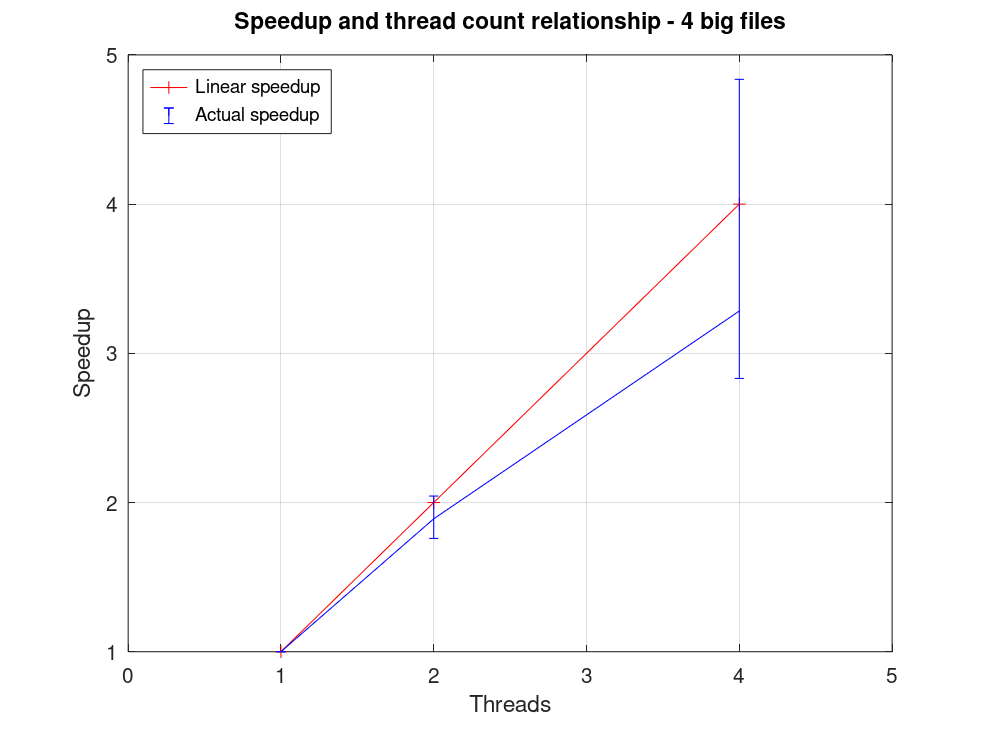 Speedup and thread count relationship - 4 big files
Linear speedup
Actual speedup
5
4
3
2
1
Speedup
0 1 2 3 4 5
Threads